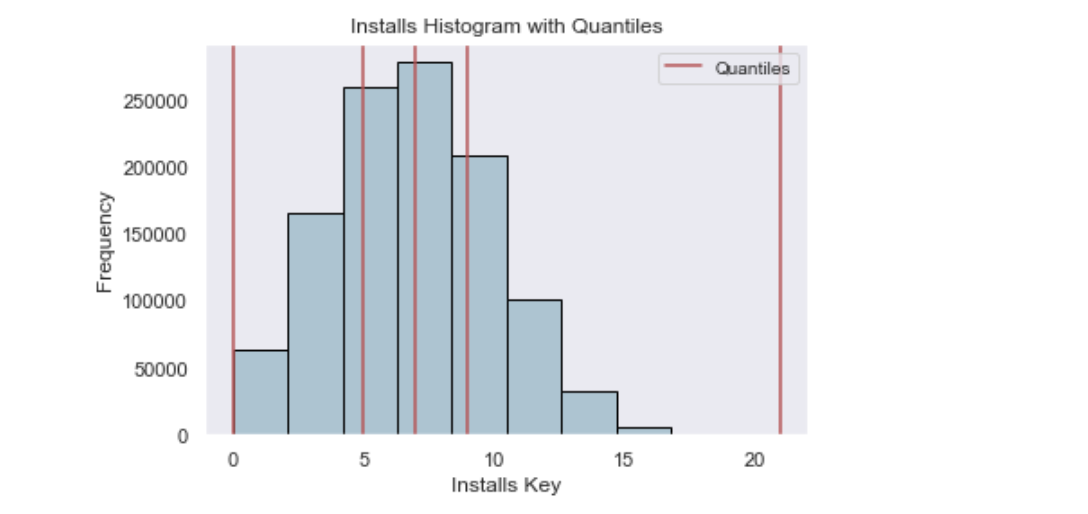 Installs Histogram with Quantiles
Quantiles
Frequency
250000
200000
150000
100000
50000
0
0 5 10 15 20
Installs Key